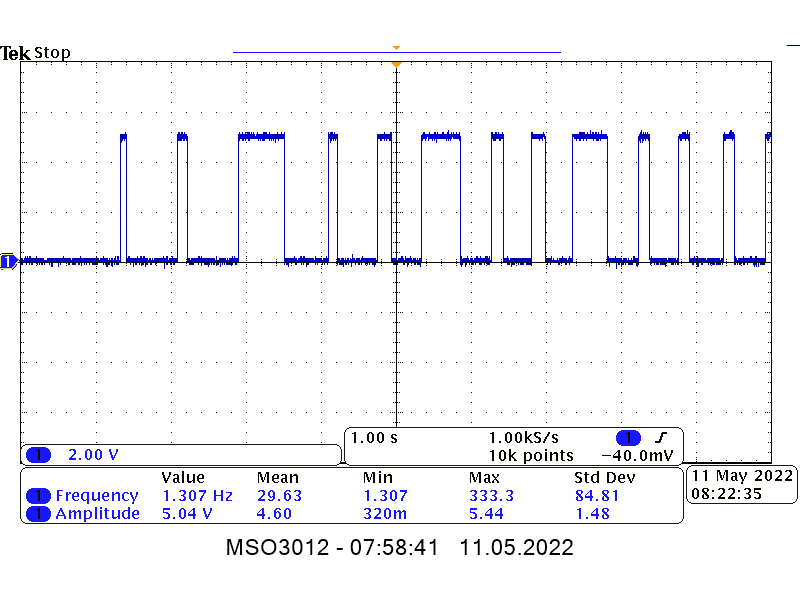 Tek Stop
1
1.00 s 1.00kS/s 1
10k points −40.0mV
1 2.00 V
Value Mean Min Max Std Dev
1 Frequency 1.307 Hz 29.63 1.307 333.3 84.81
1 Amplitude 5.04 V 4.60 320m 5.44 1.48
11 May 2022
08:22:35
MSO3012 - 07:58:41 11.05.2022